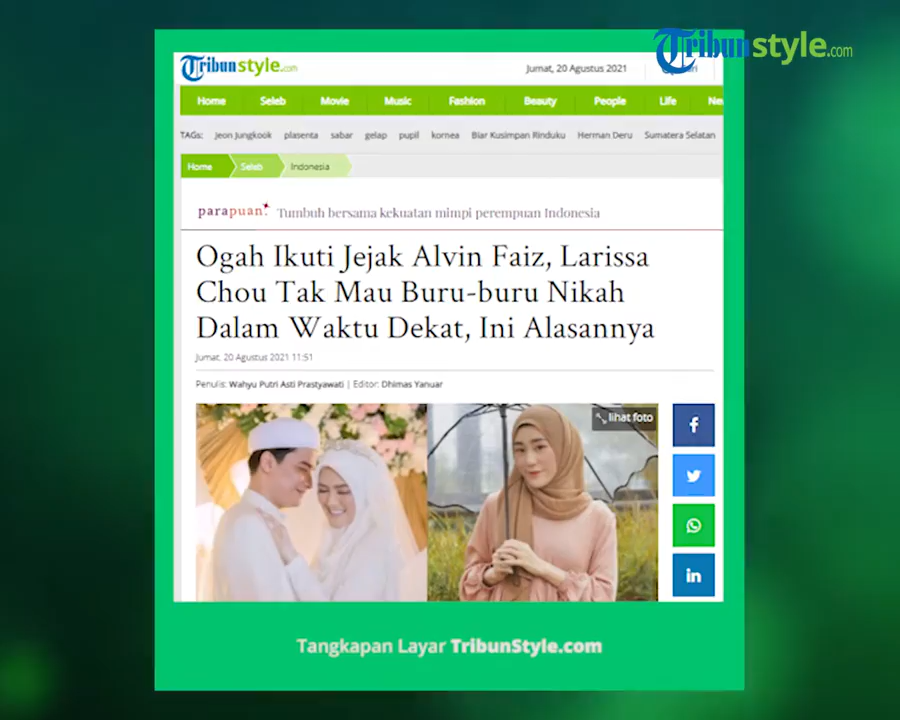 Tribunstyle.com
Tribunstyle.com
Jumat, 20 Agustus 2021
Home Seleb Movie Music Fashion Beauty People Life
TAGs: Jeon Jungkook plasenta sabar gelap pupil kornea Biar Kusimpan Rinduku Herman Deru Sumatera Selatan
Home Seleb Indonesia
parapuan. Tumbuh bersama kekuatan mimpi perempuan Indonesia
Ogah Ikuti Jejak Alvin Faiz, Larissa
Chou Tak Mau Buru-buru Nikah
Dalam Waktu Dekat, Ini Alasannya
Jumat, 20 Agustus 2021 11:51
Penulis: Wahyu Putri Asti Prastyawati | Editor: Dhimas Yanuar
lihat foto
Tangkapan Layar TribunStyle.com